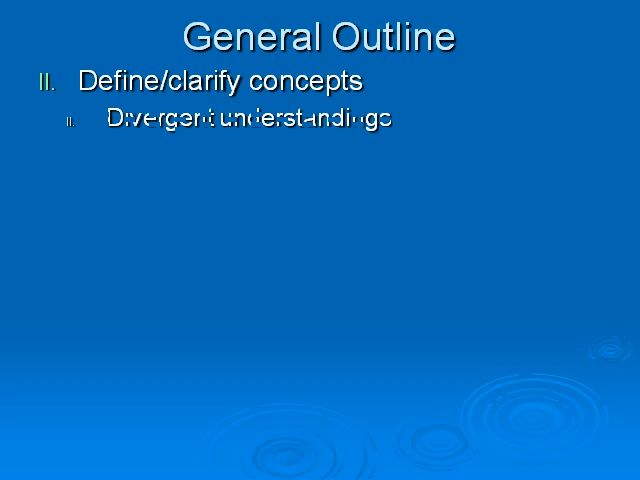 General Outline
II. Define/clarify concepts
II. Divergent understandings